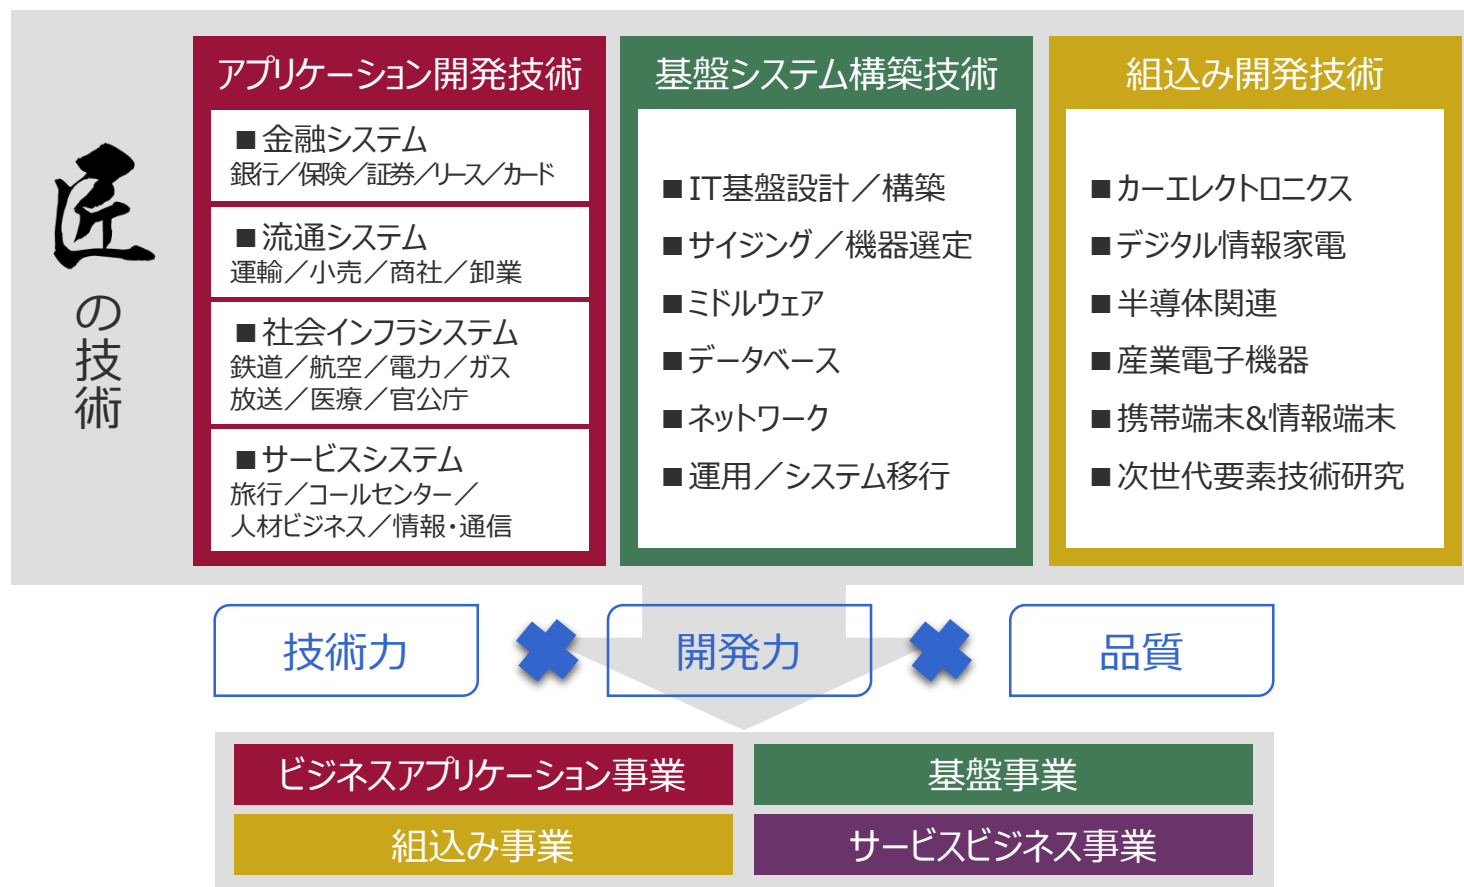 匠の技術
アプリケーション開発技術
■金融システム
銀行／保険／証券／リース／カード
■流通システム
運輸／小売／商社／卸業
■社会インフラシステム
鉄道／航空／電力／ガス
放送／医療／官公庁
■サービスシステム
旅行／コールセンター／
人材ビジネス／情報・通信
基盤システム構築技術
■IT基盤設計／構築
■サイジング／機器選定
■ミドルウェア
■データベース
■ネットワーク
■運用／システム移行
組込み開発技術
■カーエレクトロニクス
■デジタル情報家電
■半導体関連
■産業電子機器
■携帯端末&情報端末
■次世代要素技術研究
技術力
開発力
品質
ビジネスアプリケーション事業
基盤事業
組込み事業
サービスビジネス事業